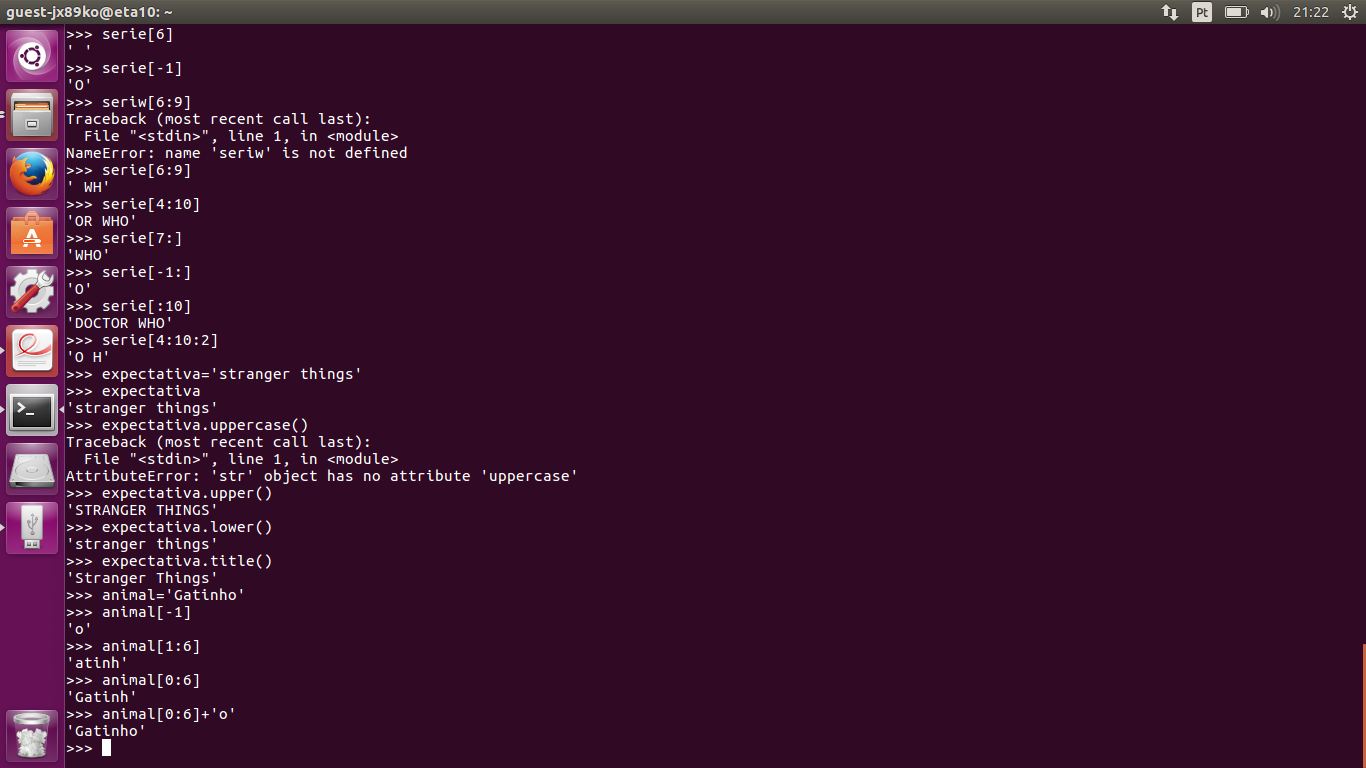 guest-jx89ko@eta10: ~
Pt
21:22
>>> serie[6]
' '
>>> serie[-1]
'O'
>>> seriw[6:9]
Traceback (most recent call last):
  File "<stdin>", line 1, in <module>
NameError: name 'seriw' is not defined
>>> serie[6:9]
' WH'
>>> serie[4:10]
'OR WHO'
>>> serie[7:]
'WHO'
>>> serie[-1:]
'O'
>>> serie[:10]
'DOCTOR WHO'
>>> serie[4:10:2]
'O H'
>>> expectativa='stranger things'
>>> expectativa
'stranger things'
>>> expectativa.uppercase()
Traceback (most recent call last):
  File "<stdin>", line 1, in <module>
AttributeError: 'str' object has no attribute 'uppercase'
>>> expectativa.upper()
'STRANGER THINGS'
>>> expectativa.lower()
'stranger things'
>>> expectativa.title()
'Stranger Things'
>>> animal='Gatinho'
>>> animal[-1]
'o'
>>> animal[1:6]
'atinh'
>>> animal[0:6]
'Gatinh'
>>> animal[0:6]+'o'
'Gatinho'
>>>